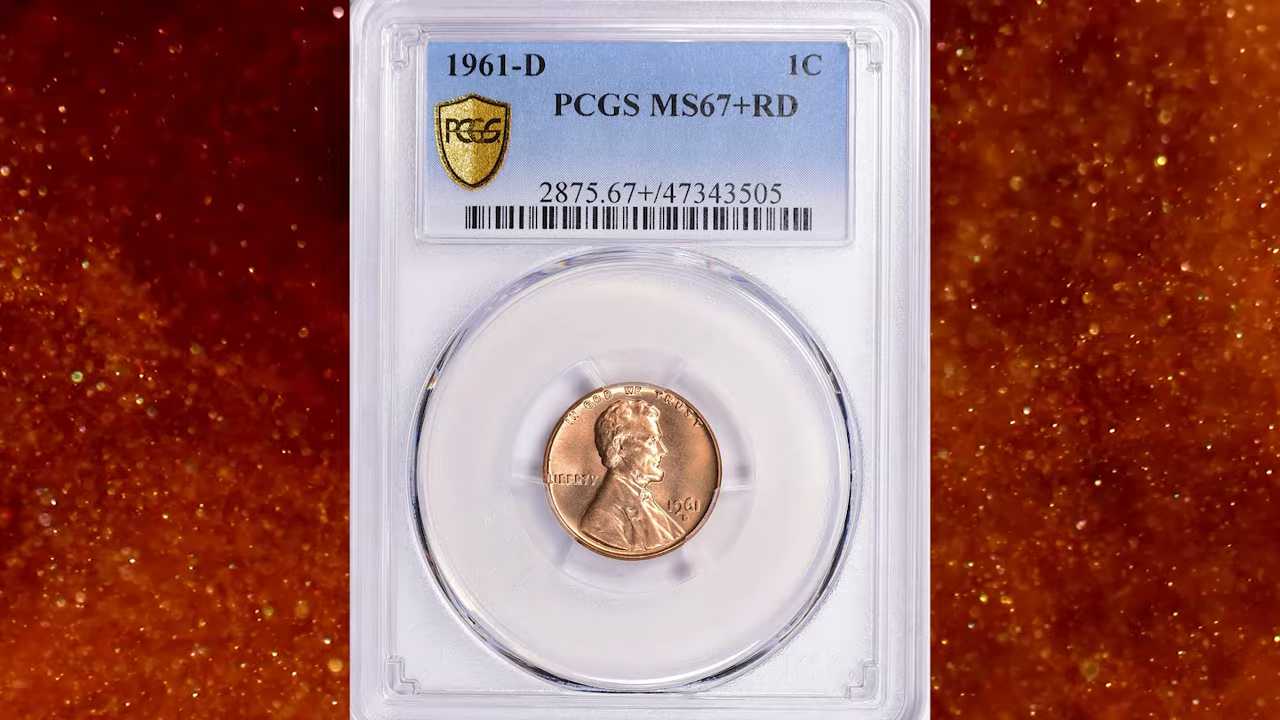 1961-D 1C
PCGS MS67+RD
PCGS
2875.67+/47343505
IN GOD WE TRUST
LIBERTY
1961
D